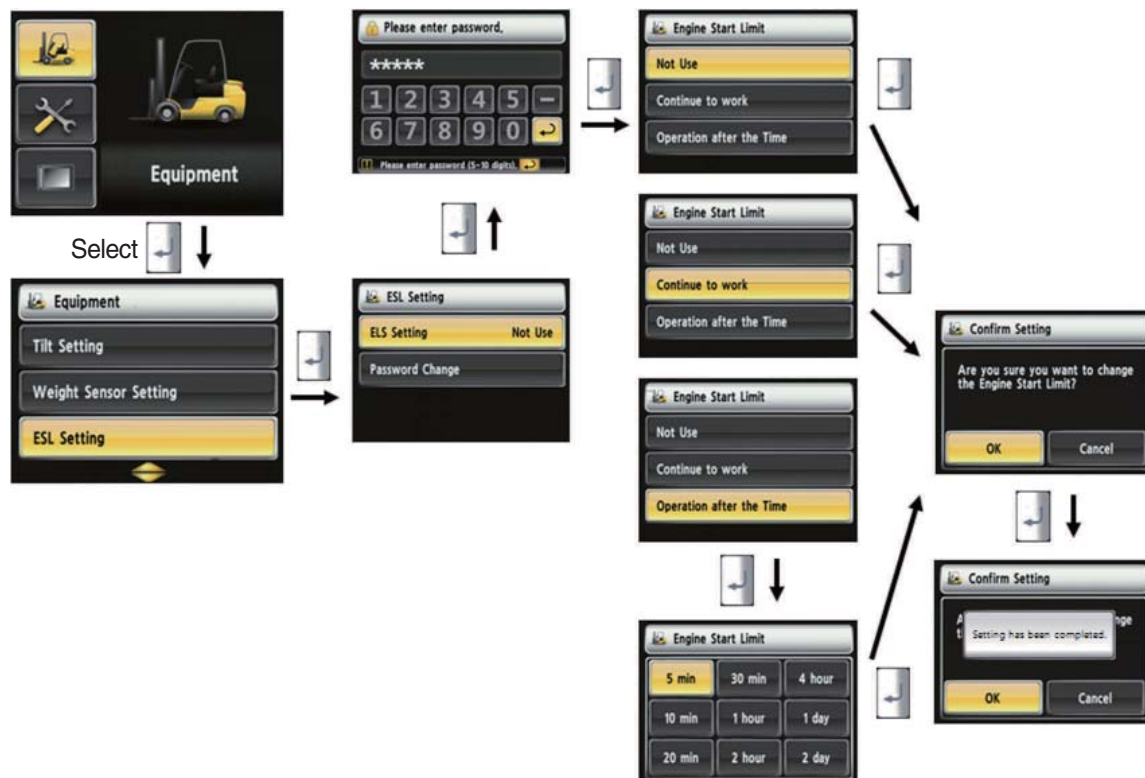 Equipment
Select
Equipment
Tilt Setting
Weight Sensor Setting
ESL Setting
Please enter password,
*****
1 2 3 4 5 -
6 7 8 9 0
Please enter password (5-10 digits),
ESL Setting
ELS Setting Not Use
Password Change
Engine Start Limit
Not Use
Continue to work
Operation after the Time
Engine Start Limit
Not Use
Continue to work
Operation after the Time
Engine Start Limit
Not Use
Continue to work
Operation after the Time
Engine Start Limit
5 min 30 min 4 hour
10 min 1 hour 1 day
20 min 2 hour 2 day
Confirm Setting
Are you sure you want to change
the Engine Start Limit?
OK Cancel
Confirm Setting
Setting has been completed.
OK Cancel